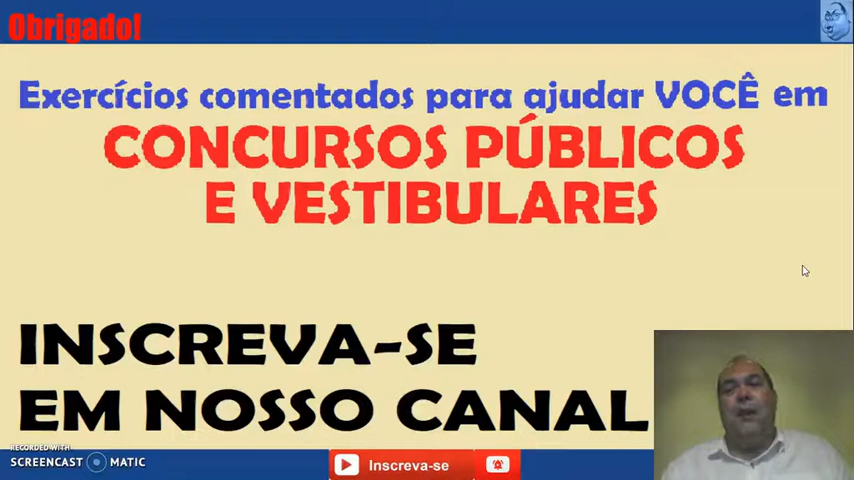 Obrigado!
Exercícios comentados para ajudar VOCÊ em
CONCURSOS PÚBLICOS
E VESTIBULARES
INSCREVA-SE
EM NOSSO CANAL
RECORDED WITH
SCREENCAST MATIC
Inscreva-se